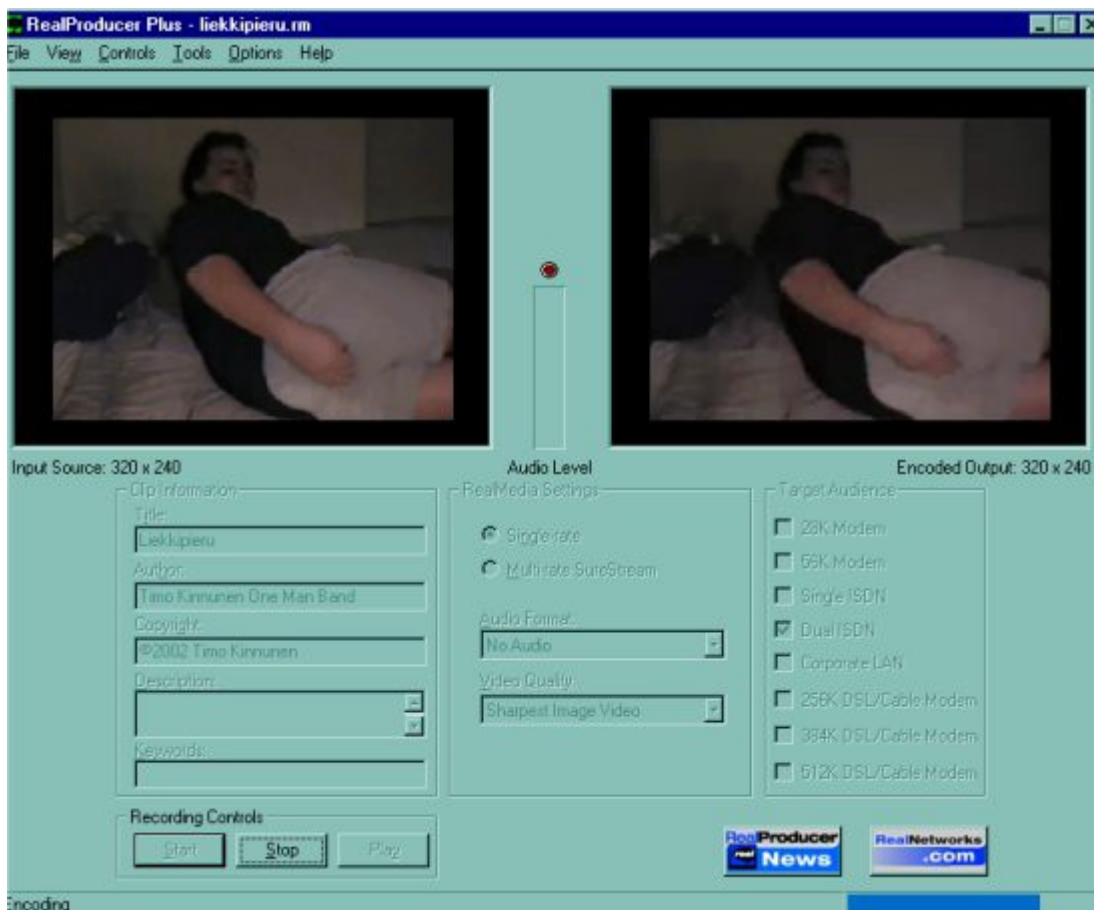 RealProducer Plus - liekkipieru.rm
File View Controls Tools Options Help
Input Source: 320 x 240
Audio Level
Encoded Output: 320 x 240
Clip Information
Title:
Liekkipieru
Author:
Timo Kinnunen One Man Band
Copyright:
©2002 Timo Kinnunen
Description:
Keywords:
RealMedia Settings
Single rate
Multi-rate SureStream
Audio Format:
No Audio
Video Quality:
Sharpest Image Video
Target Audience
28K Modem
56K Modem
Single ISDN
Dual ISDN
Corporate LAN
256K DSL/Cable Modem
384K DSL/Cable Modem
512K DSL/Cable Modem
Recording Controls
Start Stop Play
RealProducer
real News
RealNetworks
.com
Encoding